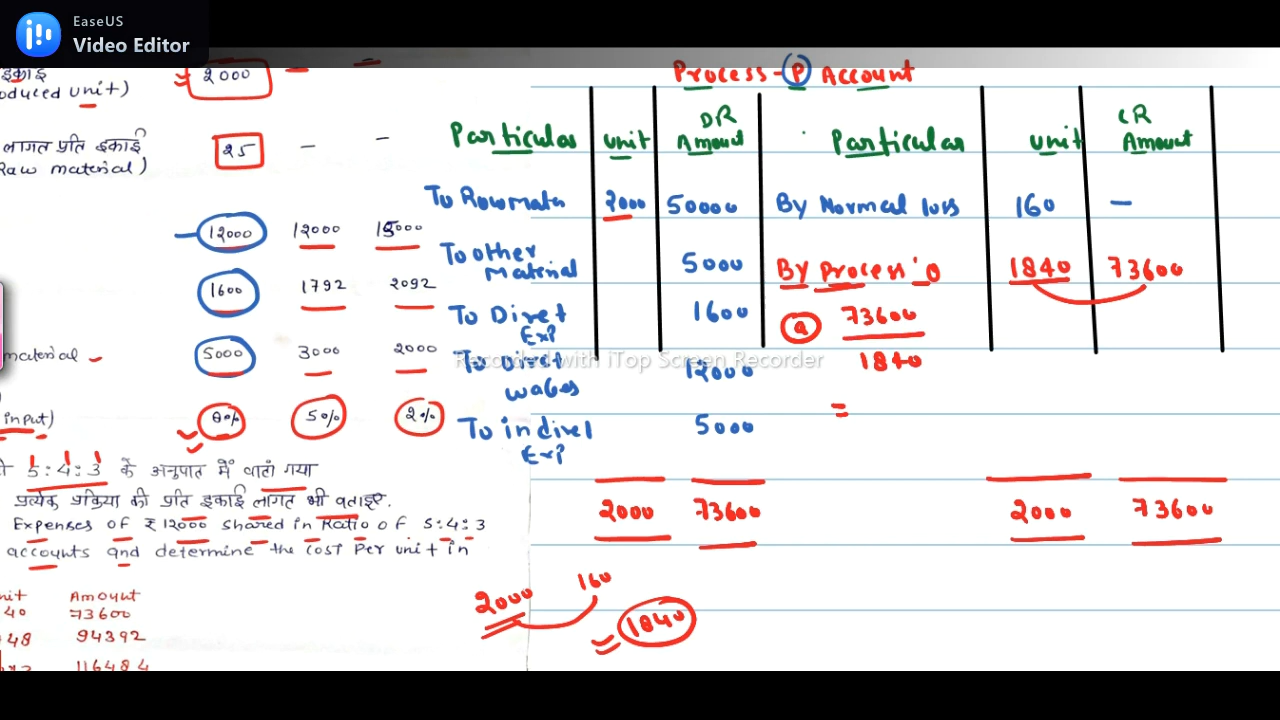 EaseUS
Video Editor
इकाई 2000
oduced unit)
लागत प्रति इकाई 25 — —
Raw material)
12000 12000 15000
1600 1792 2092
material 5000 3000 2000
input) 8% 5% 2%
5:4:3 के अनुपात में बांटा गया
प्रत्येक प्रक्रिया की प्रति इकाई लागत भी बताइए.
Expenses of ₹12000 shared in Ratio of 5:4:3
accounts and determine the cost Per unit in
nit Amount
40 73600
48 94392
116484
Process-P Account
Particular unit DR Amount Particular unit CR Amount
To Rowmate 2000 50000 By Normal loss 160 —
To other material 5000 By process'Q 1840 73600
To Diret Exp 1600 @ 73600
Recorded with iTop Screen Recorder
To Diret wages 12000 1840
To indiret Exp 5000 =
2000 73600 2000 73600
2000 160 1840